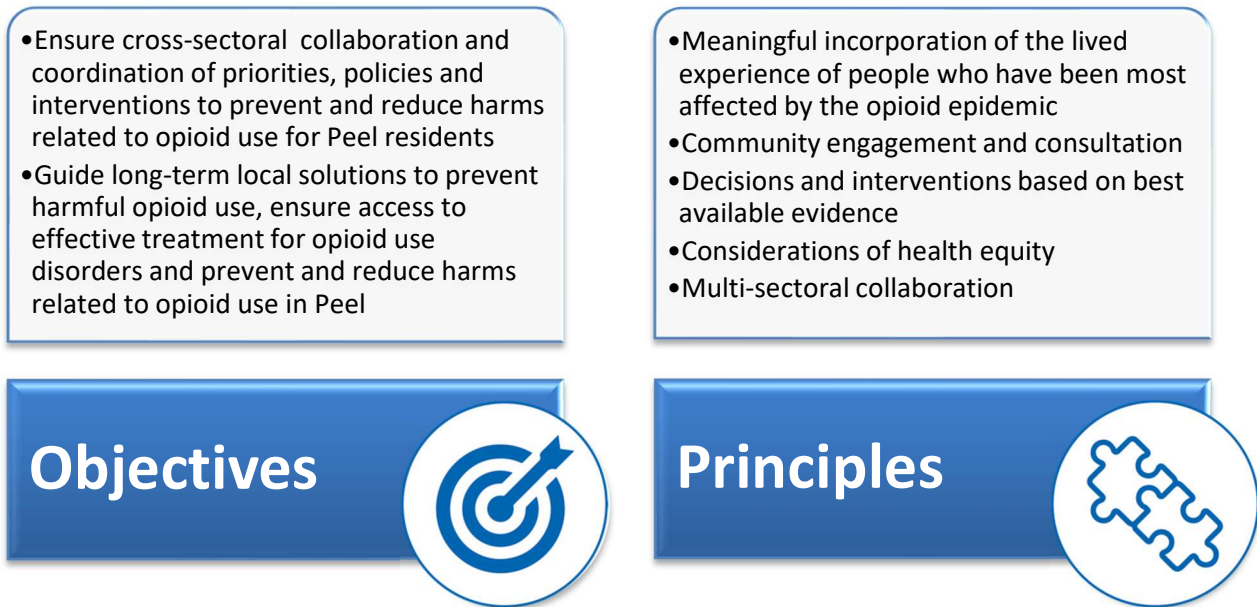 •Ensure cross-sectoral collaboration and
coordination of priorities, policies and
interventions to prevent and reduce harms
related to opioid use for Peel residents
•Guide long-term local solutions to prevent
harmful opioid use, ensure access to
effective treatment for opioid use
disorders and prevent and reduce harms
related to opioid use in Peel
Objectives
•Meaningful incorporation of the lived
experience of people who have been most
affected by the opioid epidemic
•Community engagement and consultation
•Decisions and interventions based on best
available evidence
•Considerations of health equity
•Multi-sectoral collaboration
Principles